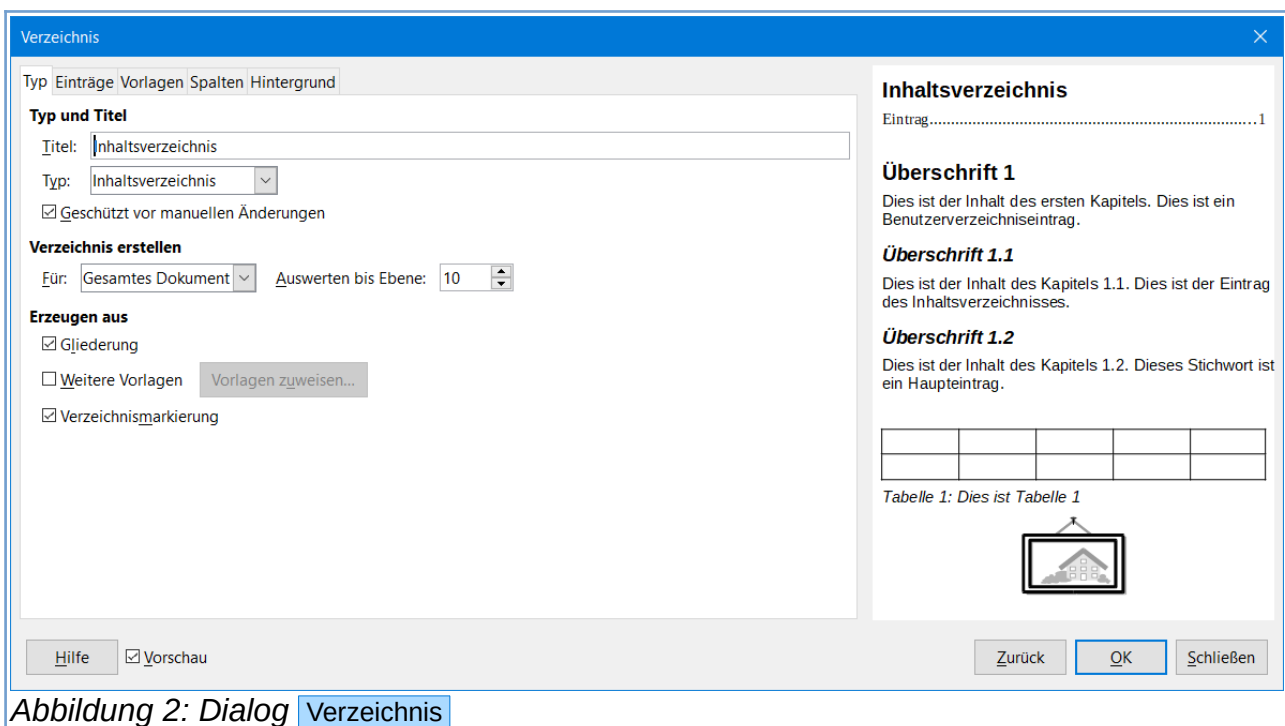 Verzeichnis
Typ Einträge Vorlagen Spalten Hintergrund
Typ und Titel
Titel: Inhaltsverzeichnis
Typ: Inhaltsverzeichnis
Geschützt vor manuellen Änderungen
Verzeichnis erstellen
Für: Gesamtes Dokument Auswerten bis Ebene: 10
Erzeugen aus
Gliederung
Weitere Vorlagen Vorlagen zuweisen...
Verzeichnismarkierung
Inhaltsverzeichnis
Eintrag..........................................................................1
Überschrift 1
Dies ist der Inhalt des ersten Kapitels. Dies ist ein
Benutzerverzeichniseintrag.
Überschrift 1.1
Dies ist der Inhalt des Kapitels 1.1. Dies ist der Eintrag
des Inhaltsverzeichnisses.
Überschrift 1.2
Dies ist der Inhalt des Kapitels 1.2. Dieses Stichwort ist
ein Haupteintrag.
Tabelle 1: Dies ist Tabelle 1
Hilfe Vorschau Zurück OK Schließen
Abbildung 2: Dialog Verzeichnis